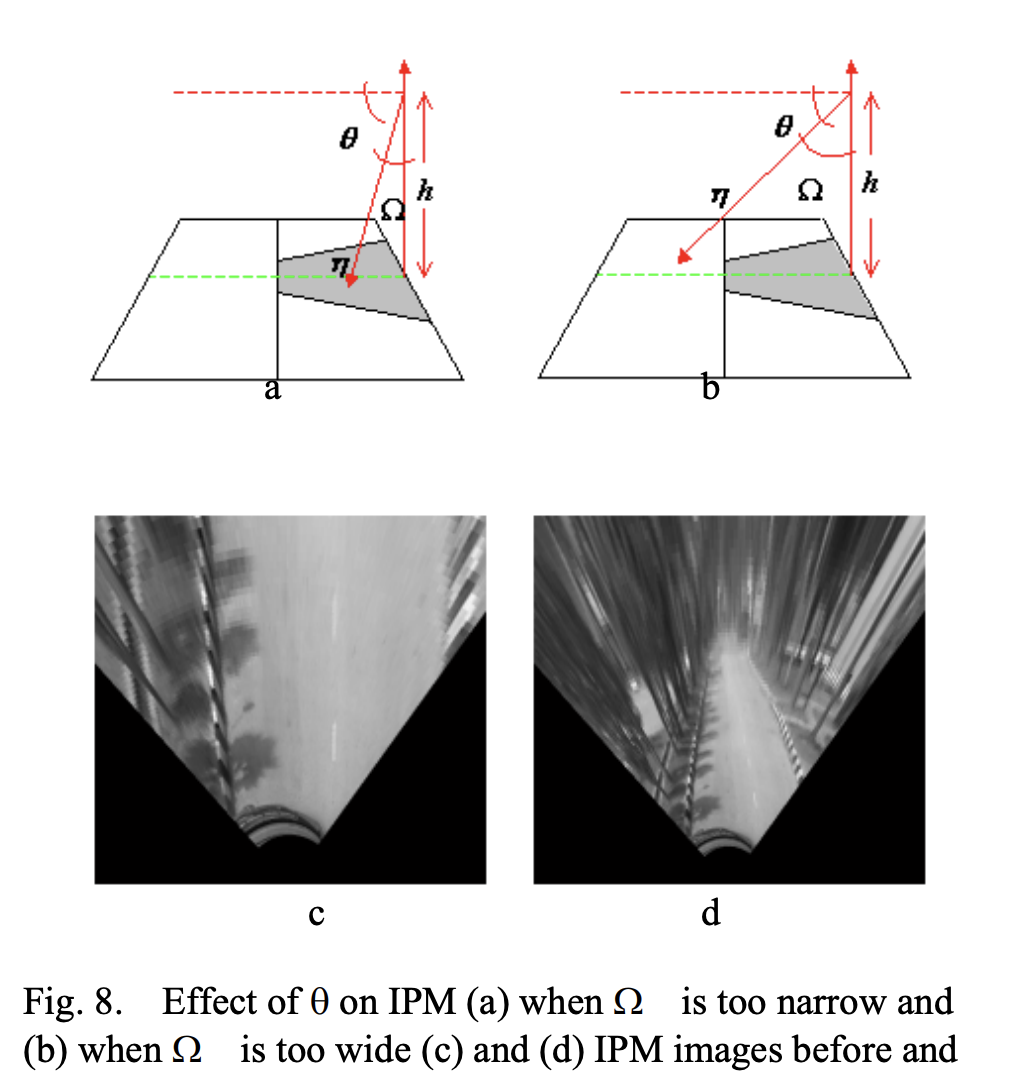 θ
h
Ω
η
a
θ
η
Ω
h
b
c
d
Fig. 8. Effect of θ on IPM (a) when Ω is too narrow and
(b) when Ω is too wide (c) and (d) IPM images before and